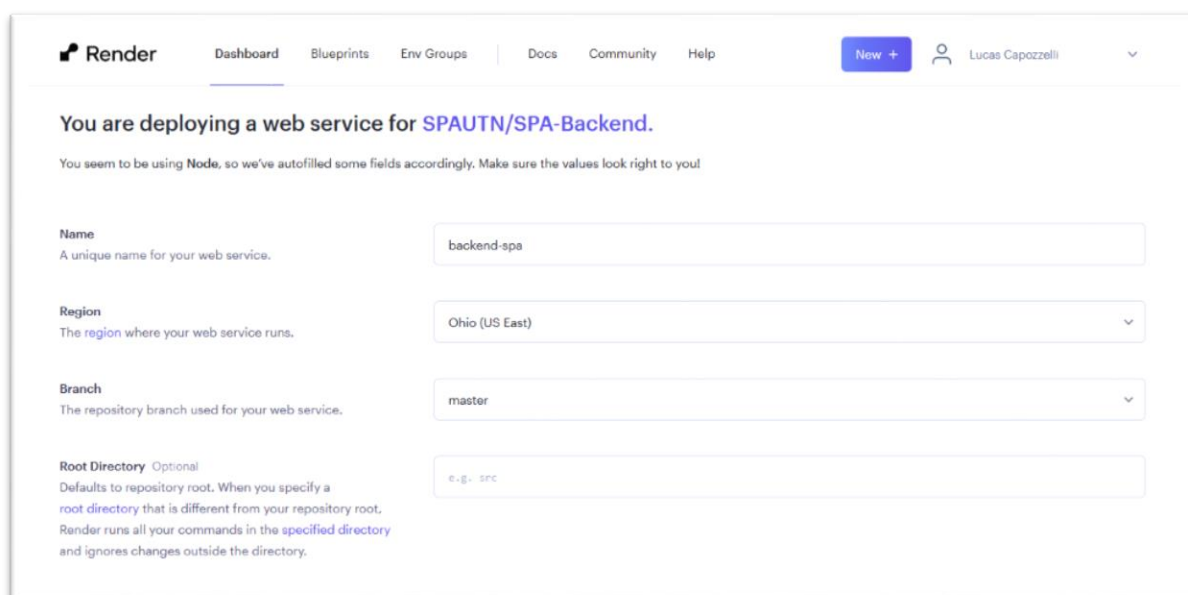 Render Dashboard Blueprints Env Groups Docs Community Help New + Lucas Capozzelli
You are deploying a web service for SPAUTN/SPA-Backend.
You seem to be using Node, so we've autofilled some fields accordingly. Make sure the values look right to you!
Name
A unique name for your web service.
backend-spa
Region
The region where your web service runs.
Ohio (US East)
Branch
The repository branch used for your web service.
master
Root Directory Optional
Defaults to repository root. When you specify a
root directory that is different from your repository root,
Render runs all your commands in the specified directory
and ignores changes outside the directory.
e.g. src